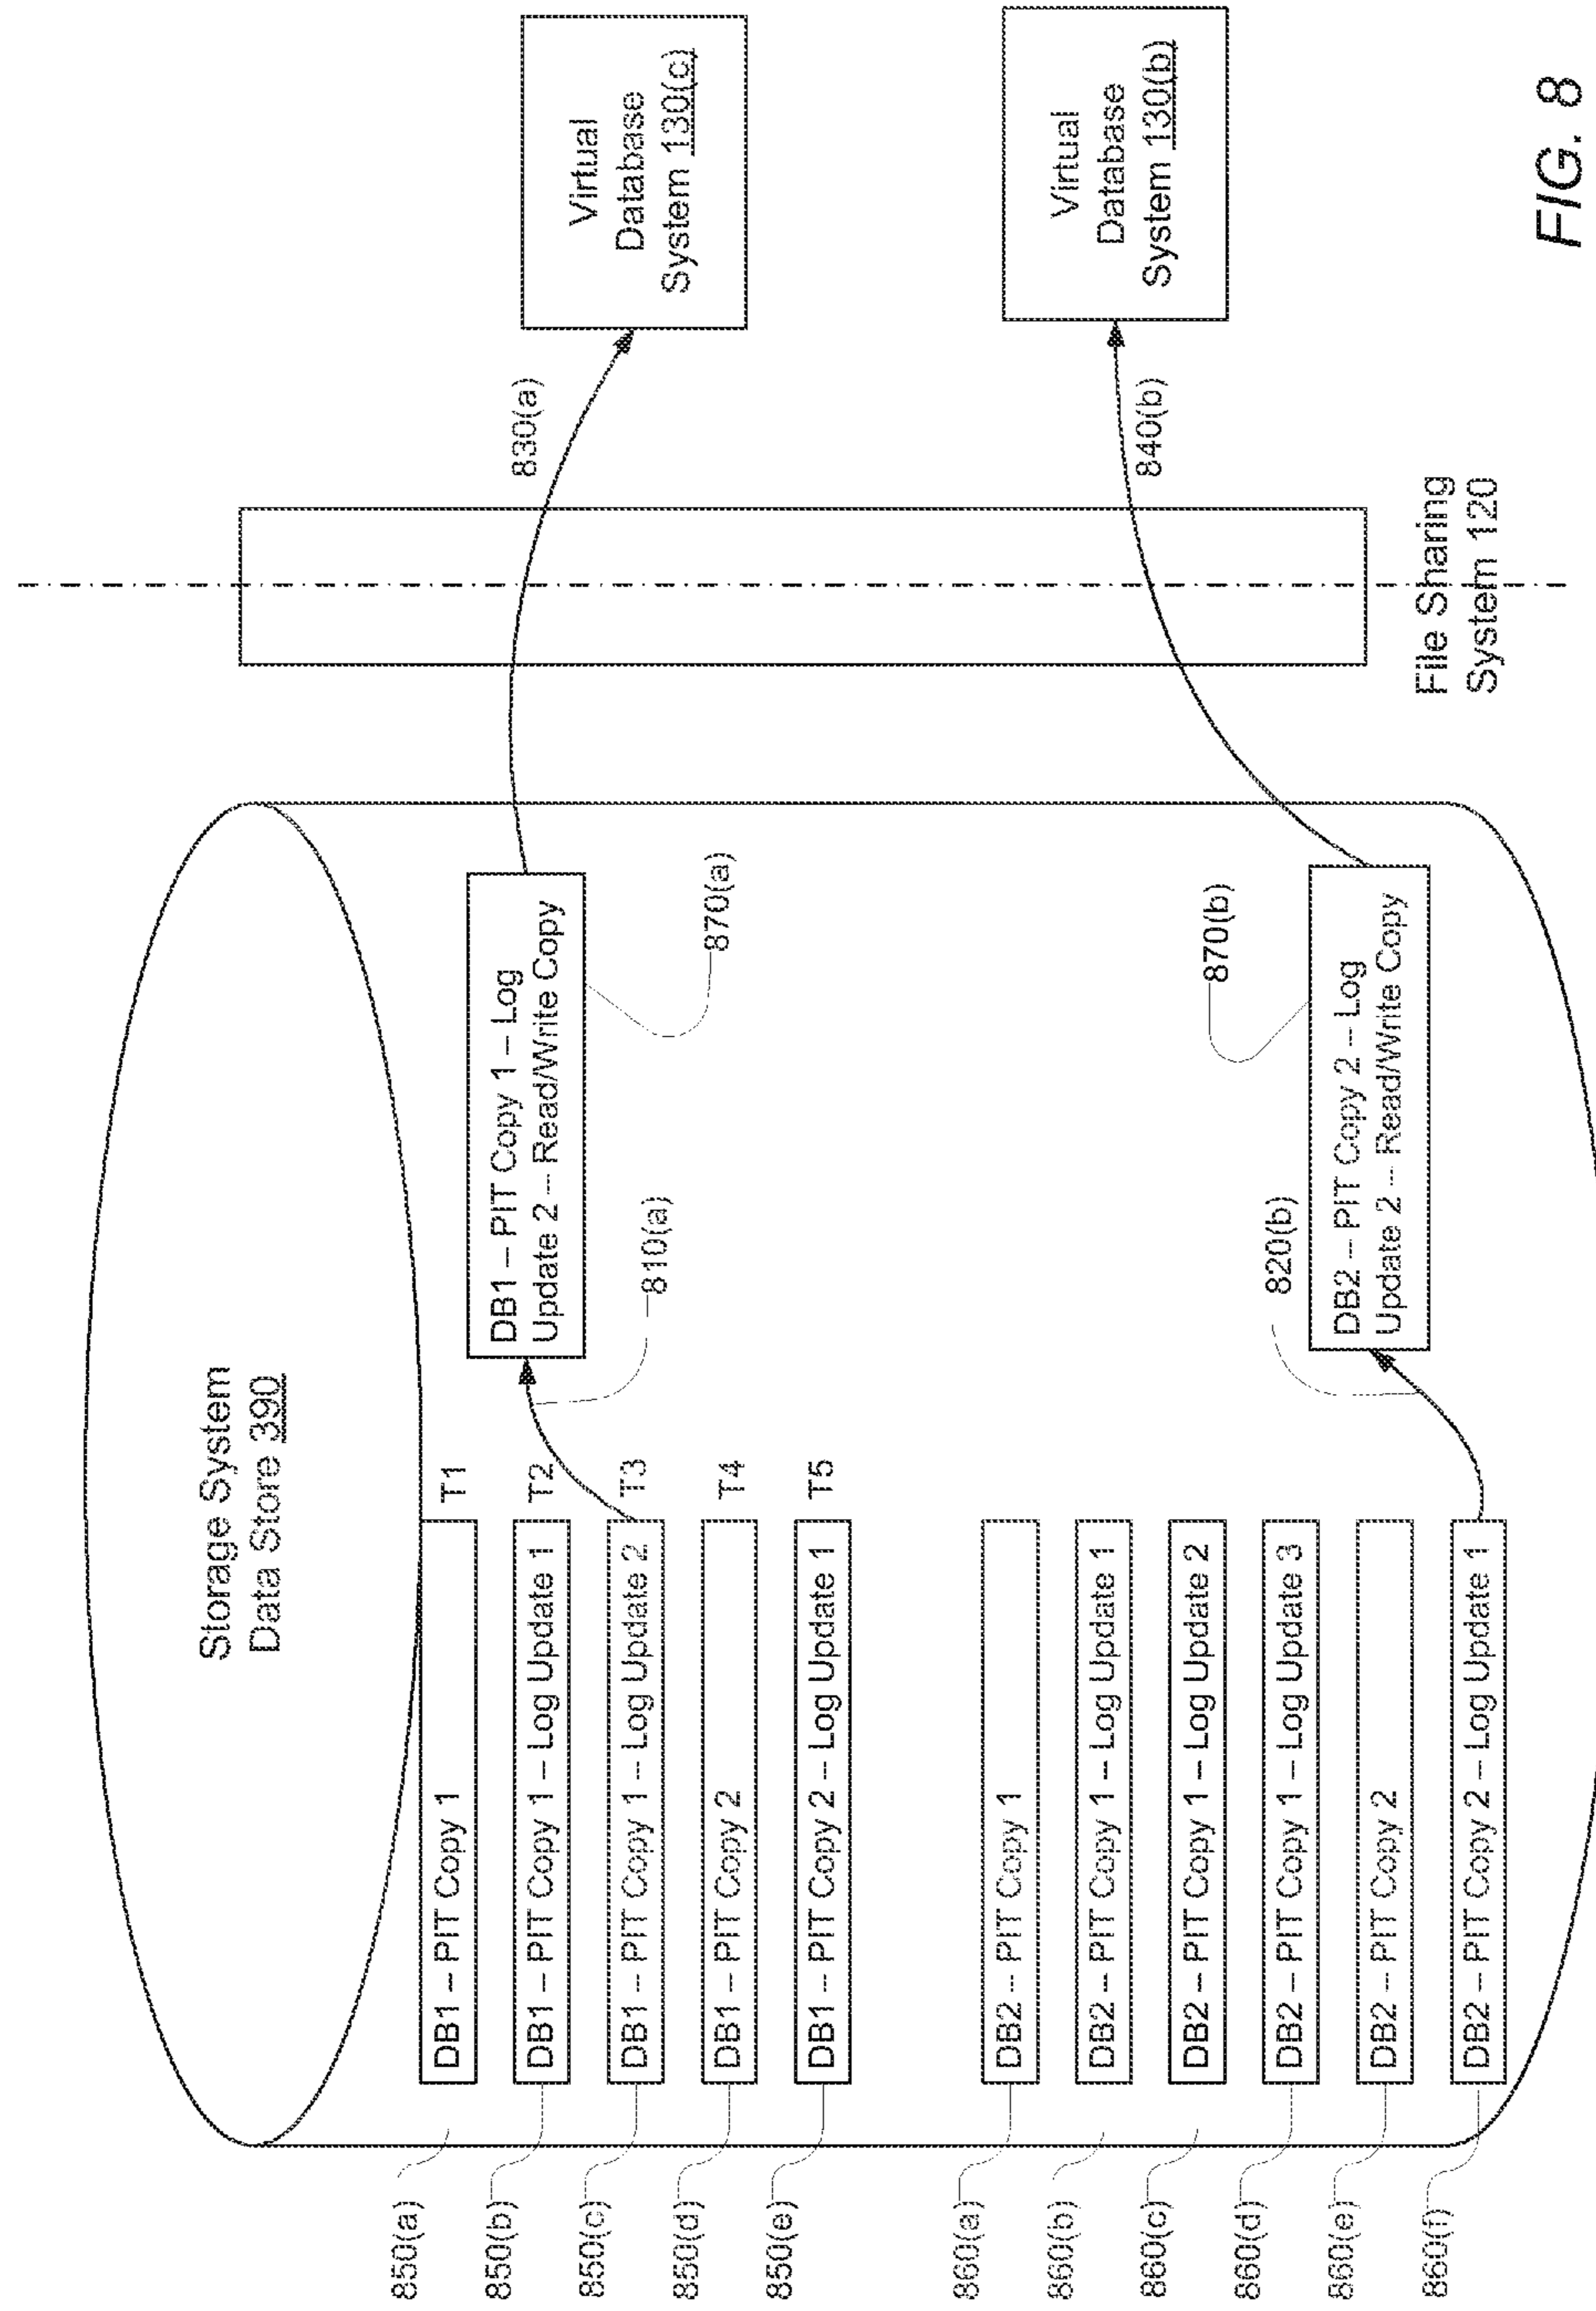 Storage System
Data Store 390
850(a)
DB1 – PIT Copy 1
T1
850(b)
DB1 – PIT Copy 1 – Log Update 1
T2
850(c)
DB1 – PIT Copy 1 – Log Update 2
T3
850(d)
DB1 – PIT Copy 2
T4
850(e)
DB1 – PIT Copy 2 – Log Update 1
T5
860(a)
DB2 – PIT Copy 1
860(b)
DB2 – PIT Copy 1 – Log Update 1
860(c)
DB2 – PIT Copy 1 – Log Update 2
860(d)
DB2 – PIT Copy 1 – Log Update 3
860(e)
DB2 – PIT Copy 2
860(f)
DB2 – PIT Copy 2 – Log Update 1
DB1 – PIT Copy 1 – Log
Update 2 – Read/Write Copy
810(a)
870(a)
870(b)
820(b)
DB2 – PIT Copy 2 – Log
Update 2 – Read/Write Copy
830(a)
840(b)
File Sharing
System 120
Virtual
Database
System 130(c)
Virtual
Database
System 130(b)
FIG. 8